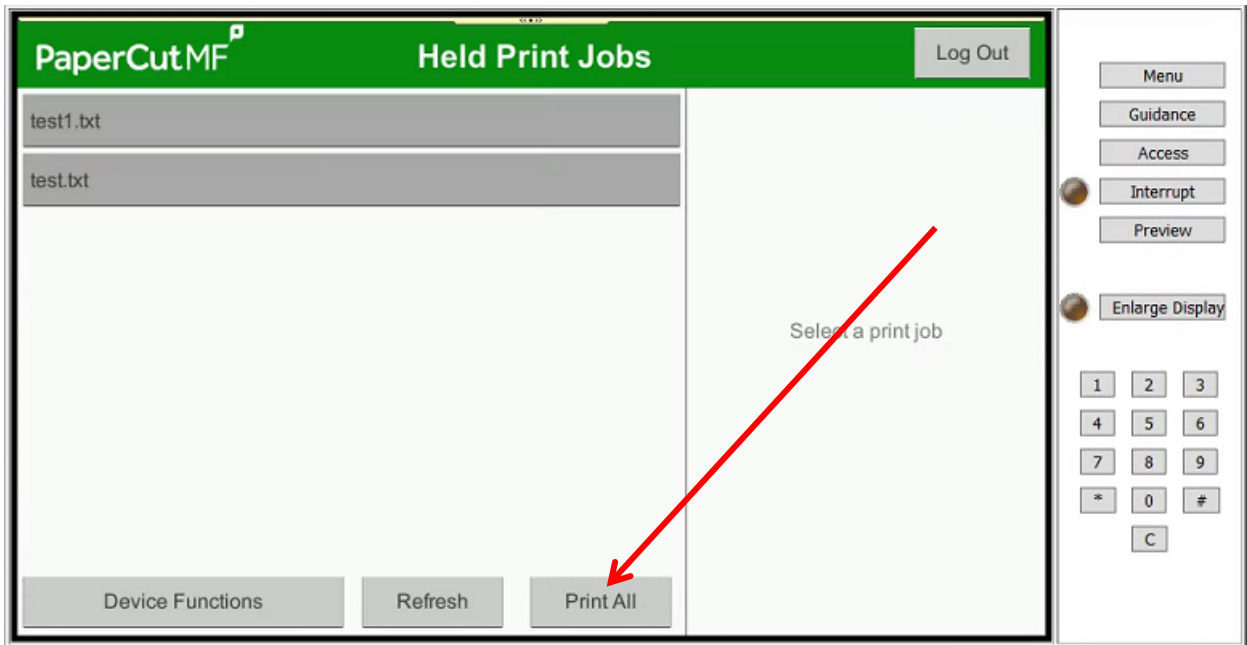 PaperCutMF
Held Print Jobs
Log Out
test1.txt
test.txt
Select a print job
Device Functions
Refresh
Print All
Menu
Guidance
Access
Interrupt
Preview
Enlarge Display
1 2 3
4 5 6
7 8 9
* 0 #
C